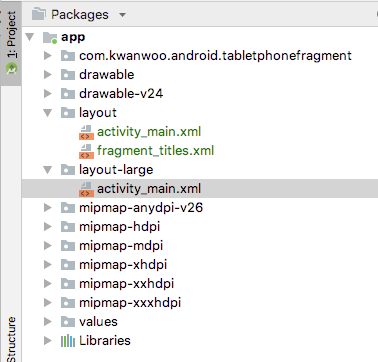 1: Project
Packages
app
com.kwanwoo.android.tabletphonefragment
drawable
drawable-v24
layout
activity_main.xml
fragment_titles.xml
layout-large
activity_main.xml
mipmap-anydpi-v26
mipmap-hdpi
mipmap-mdpi
mipmap-xhdpi
mipmap-xxhdpi
mipmap-xxxhdpi
values
Libraries
Structure